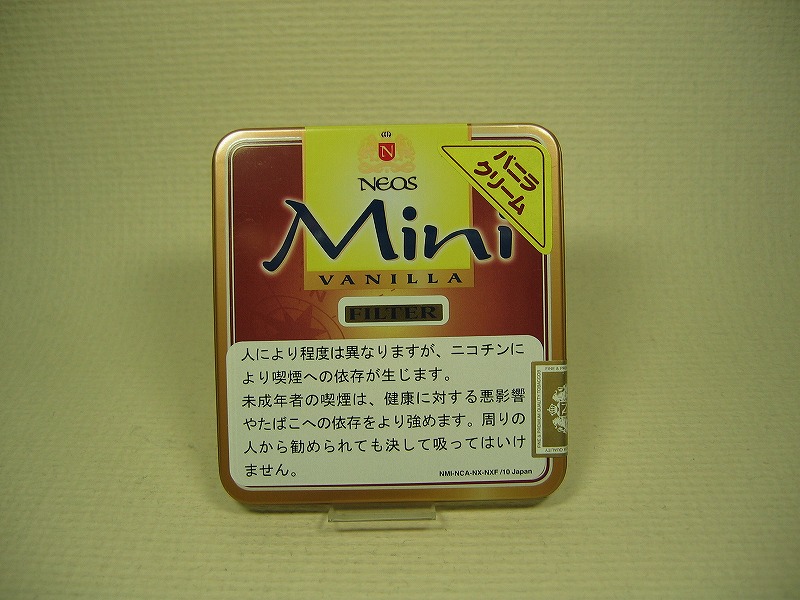 N
NEOS
Mini
VANILLA
FILTER
バニラ
クリーム
人により程度は異なりますが、ニコチンに
より喫煙への依存が生じます。
未成年者の喫煙は、健康に対する悪影響
やたばこへの依存をより強めます。周りの
人から勧められても決して吸ってはいけ
ません。
NMI-NCA-NX-NXF /10 Japan